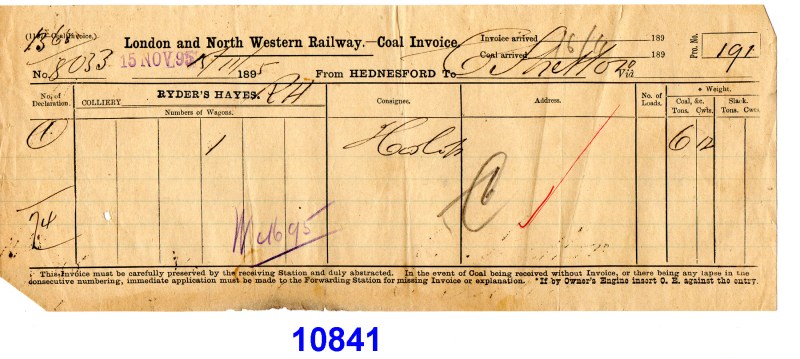 London and North Western Railway.—Coal Invoice.
Invoice arrived 189
Coal arrived 189
Pro. No. 191
No. 8033 15 NOV. 95 1895 From HEDNESFORD To Via
No. of Declaration.
COLLIERY RYDER'S HAYES. RH
Numbers of Wagons.
Consignee.
Address.
No. of Loads.
* Weight.
Coal, &c. Tons. Cwts.
Slack. Tons. Cwts.
1 6 12
74
This Invoice must be carefully preserved by the receiving Station and duly abstracted. In the event of Coal being received without Invoice, or there being any lapse in the
consecutive numbering, immediate application must be made to the Forwarding Station for missing Invoice or explanation. *If by Owner's Engine insert O. E. against the entry.
10841